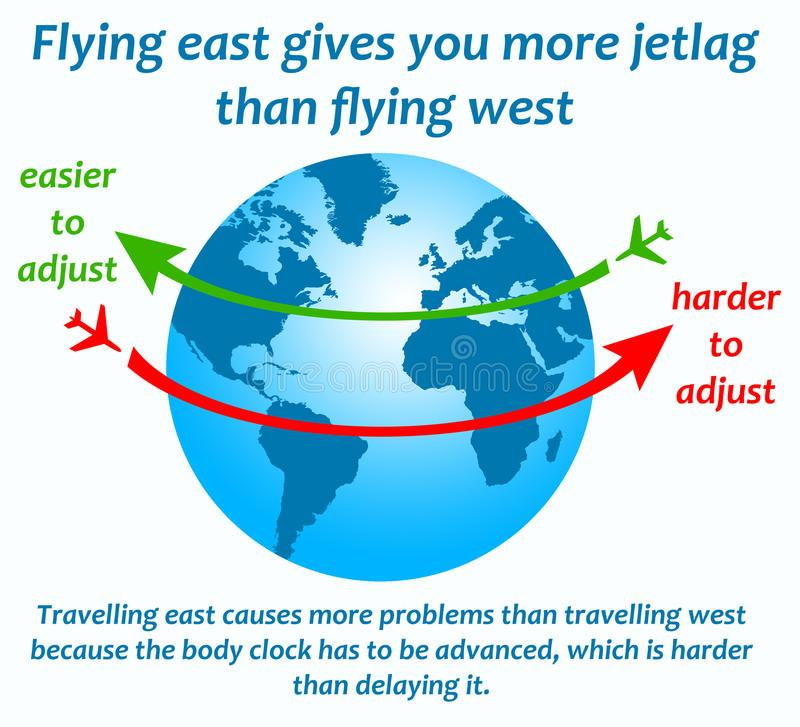 Flying east gives you more jetlag
than flying west
easier
to
adjust
harder
to
adjust
dreamstime
Travelling east causes more problems than travelling west
because the body clock has to be advanced, which is harder
than delaying it.